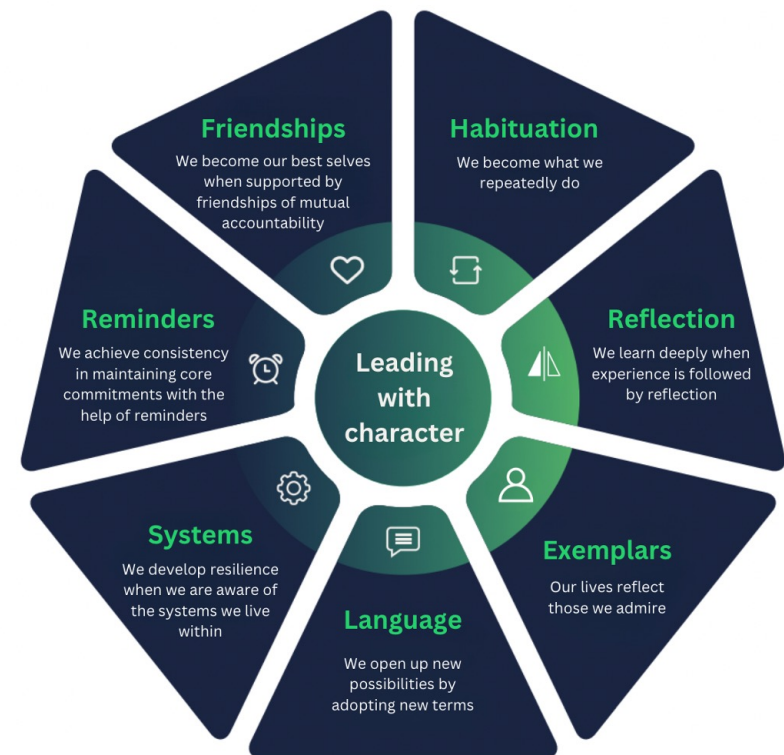 Leading
with
character
Habituation
We become what we
repeatedly do
Reflection
We learn deeply when
experience is followed
by reflection
Exemplars
Our lives reflect
those we admire
Language
We open up new
possibilities by
adopting new terms
Systems
We develop resilience
when we are aware of
the systems we live
within
Reminders
We achieve consistency
in maintaining core
commitments with the
help of reminders
Friendships
We become our best selves
when supported by
friendships of mutual
accountability